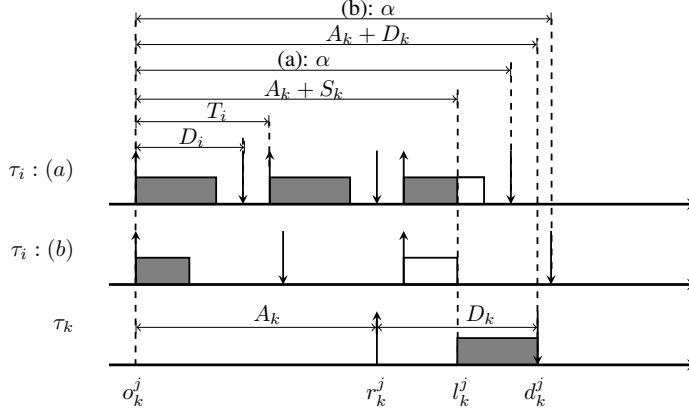 (b): α
A_k + D_k
(a): α
A_k + S_k
T_i
D_i
τ_i : (a)
τ_i : (b)
τ_k
A_k
D_k
o_k^j
r_k^j
l_k^j
d_k^j